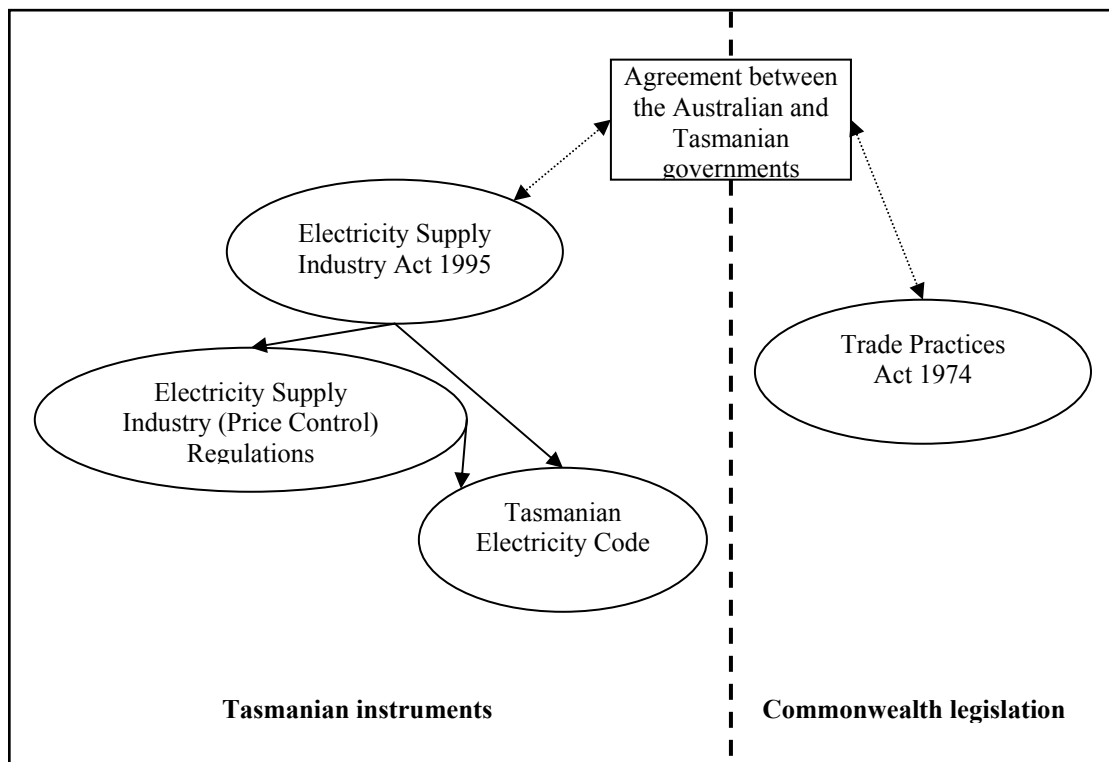 Agreement between
the Australian and
Tasmanian
governments
Electricity Supply
Industry Act 1995
Trade Practices
Act 1974
Electricity Supply
Industry (Price Control)
Regulations
Tasmanian
Electricity Code
Tasmanian instruments
Commonwealth legislation